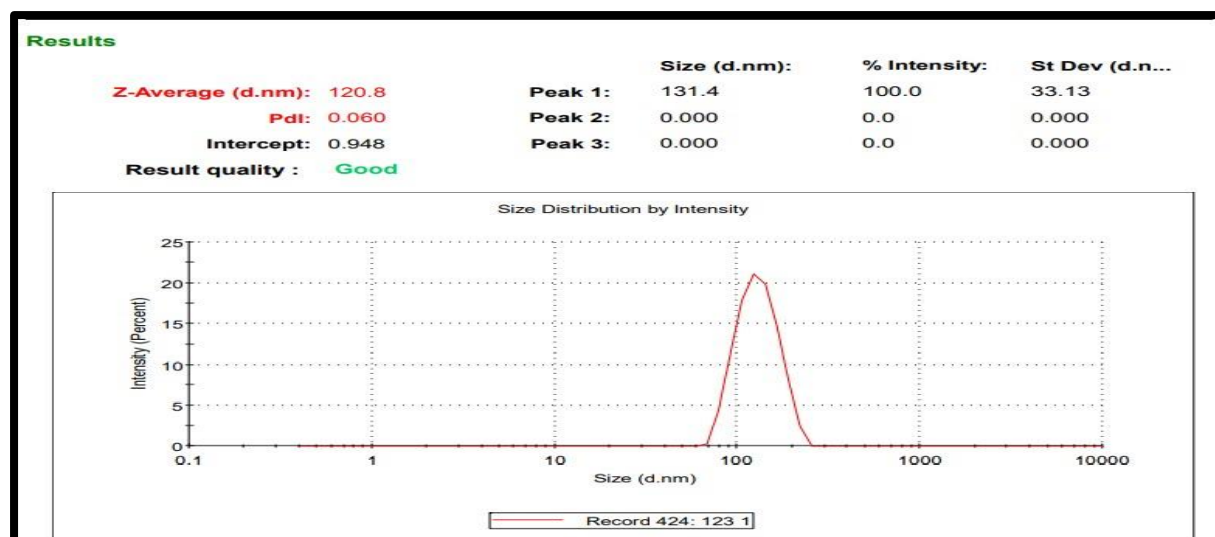 Results
Size (d.nm): % Intensity: St Dev (d.n...
Z-Average (d.nm): 120.8 Peak 1: 131.4 100.0 33.13
PdI: 0.060 Peak 2: 0.000 0.0 0.000
Intercept: 0.948 Peak 3: 0.000 0.0 0.000
Result quality : Good
Size Distribution by Intensity
25
20
15
10
5
0
Intensity (Percent)
0.1 1 10 100 1000 10000
Size (d.nm)
Record 424: 123 1